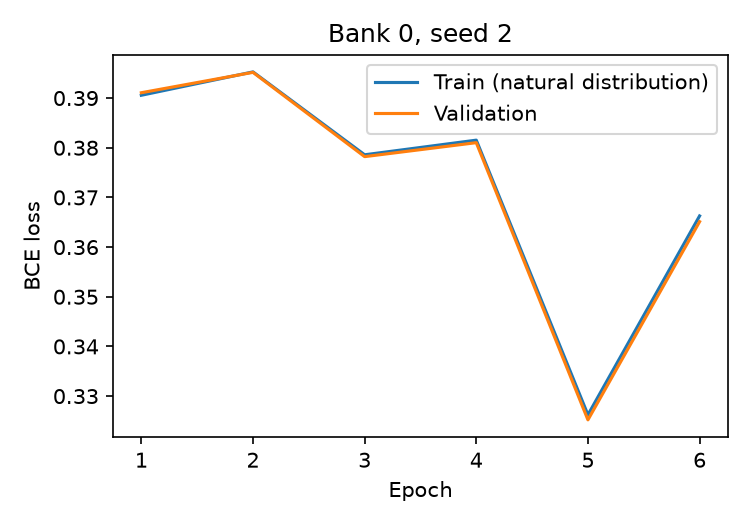 Bank 0, seed 2
Train (natural distribution)
Validation
BCE loss
0.39
0.38
0.37
0.36
0.35
0.34
0.33
1 2 3 4 5 6
Epoch